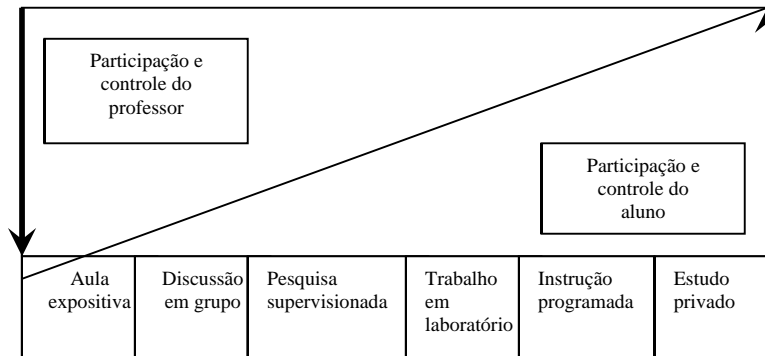 Participação e
controle do
professor
Participação e
controle do
aluno
Aula
expositiva
Discussão
em grupo
Pesquisa
supervisionada
Trabalho
em
laboratório
Instrução
programada
Estudo
privado